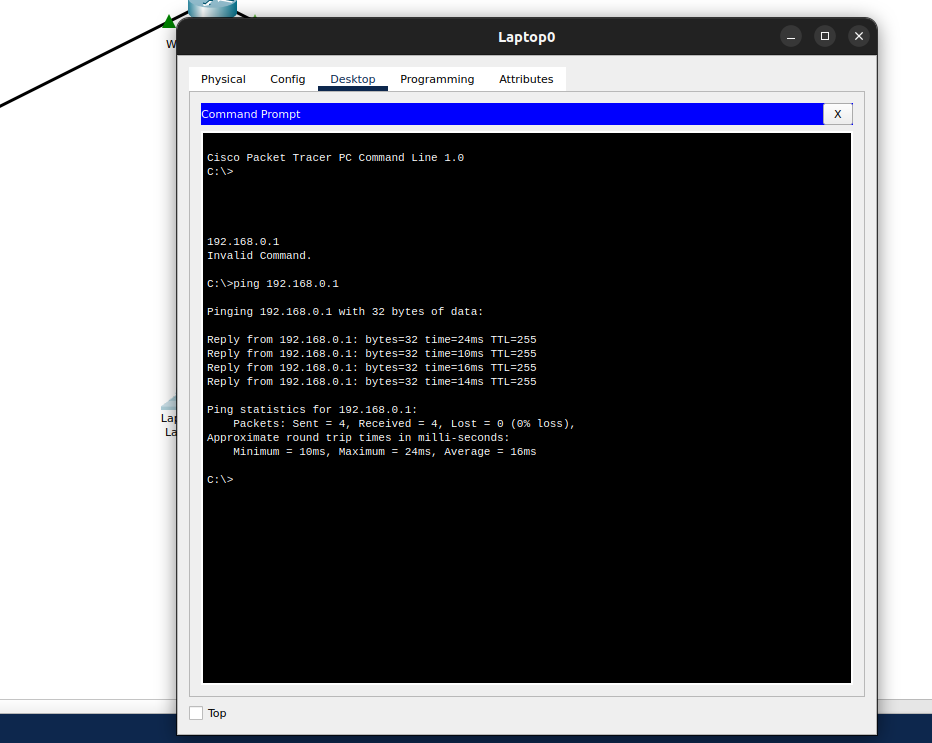 W
Laptop0
Physical Config Desktop Programming Attributes
Command Prompt X
Cisco Packet Tracer PC Command Line 1.0
C:\>
192.168.0.1
Invalid Command.
C:\>ping 192.168.0.1
Pinging 192.168.0.1 with 32 bytes of data:
Reply from 192.168.0.1: bytes=32 time=24ms TTL=255
Reply from 192.168.0.1: bytes=32 time=10ms TTL=255
Reply from 192.168.0.1: bytes=32 time=16ms TTL=255
Reply from 192.168.0.1: bytes=32 time=14ms TTL=255
Ping statistics for 192.168.0.1:
Packets: Sent = 4, Received = 4, Lost = 0 (0% loss),
Approximate round trip times in milli-seconds:
Minimum = 10ms, Maximum = 24ms, Average = 16ms
C:\>
Lap
La
Top